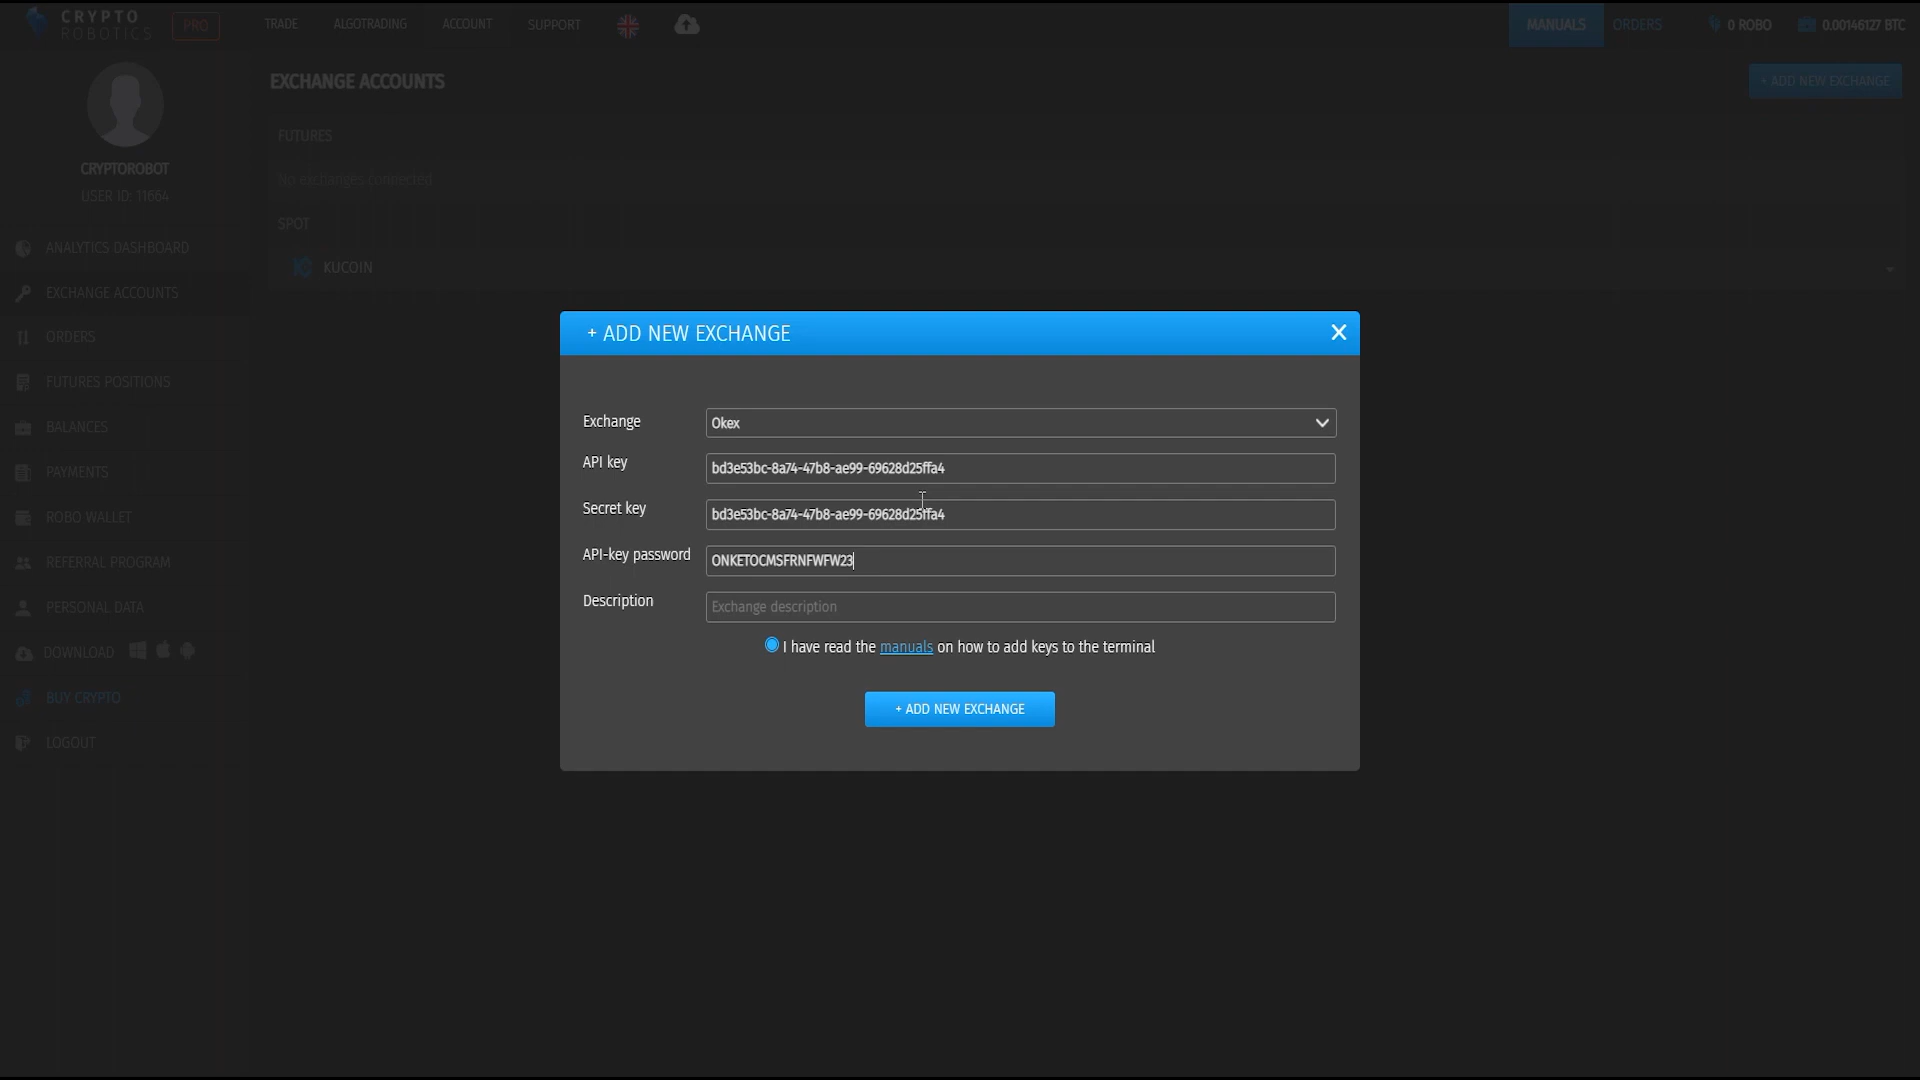 CRYPTO
ROBOTICS
PRO
TRADE
ALGOTRADING
ACCOUNT
SUPPORT
MANUALS
ORDERS
0 ROBO
0.00146127 BTC
EXCHANGE ACCOUNTS
+ ADD NEW EXCHANGE
FUTURES
No exchanges connected
SPOT
KUCOIN
CRYPTOROBOT
USER ID: 11664
ANALYTICS DASHBOARD
EXCHANGE ACCOUNTS
ORDERS
FUTURES POSITIONS
BALANCES
PAYMENTS
ROBO WALLET
REFERRAL PROGRAM
PERSONAL DATA
DOWNLOAD
BUY CRYPTO
LOGOUT
+ ADD NEW EXCHANGE
Exchange
Okex
API key
bd3e53bc-8a74-47b8-ae99-69628d25ffa4
Secret key
bd3e53bc-8a74-47b8-ae99-69628d25ffa4
API-key password
ONKETOCMSFRNFWFW23
Description
Exchange description
I have read the manuals on how to add keys to the terminal
+ ADD NEW EXCHANGE